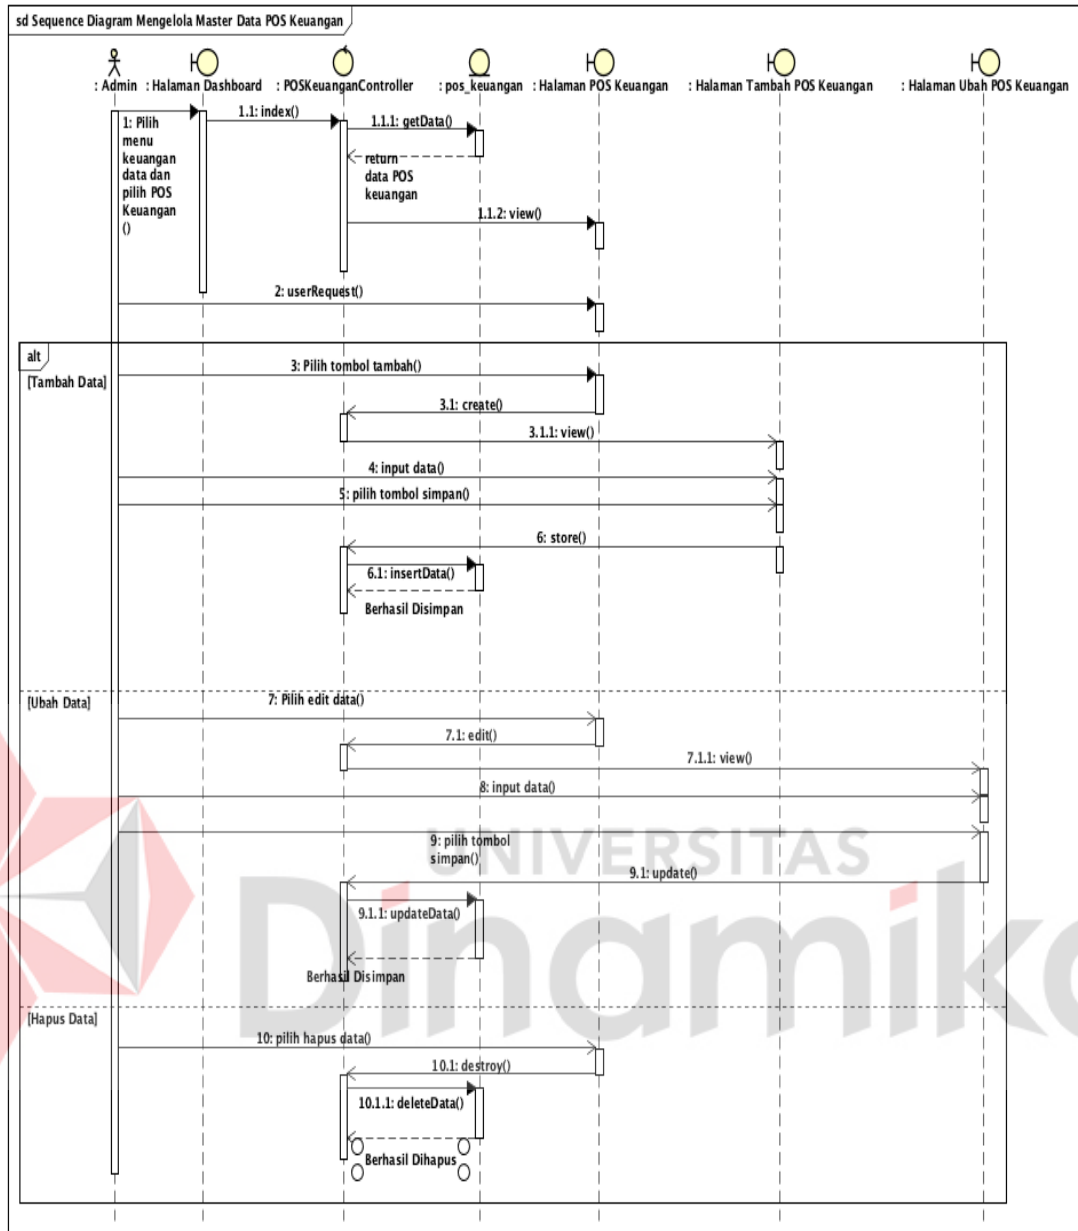 sd Sequence Diagram Mengelola Master Data POS Keuangan
: Admin
: Halaman Dashboard
: POSKeuanganController
: pos_keuangan
: Halaman POS Keuangan
: Halaman Tambah POS Keuangan
: Halaman Ubah POS Keuangan
1: Pilih
menu
keuangan
data dan
pilih POS
Keuangan
()
1.1: index()
1.1.1: getData()
return
data POS
keuangan
1.1.2: view()
2: userRequest()
alt
[Tambah Data]
3: Pilih tombol tambah()
3.1: create()
3.1.1: view()
4: input data()
5: pilih tombol simpan()
6: store()
6.1: insertData()
Berhasil Disimpan
[Ubah Data]
7: Pilih edit data()
7.1: edit()
7.1.1: view()
8: input data()
9: pilih tombol
simpan()
9.1: update()
9.1.1: updateData()
Berhasil Disimpan
[Hapus Data]
10: pilih hapus data()
10.1: destroy()
10.1.1: deleteData()
Berhasil Dihapus
UNIVERSITAS
Dinamika